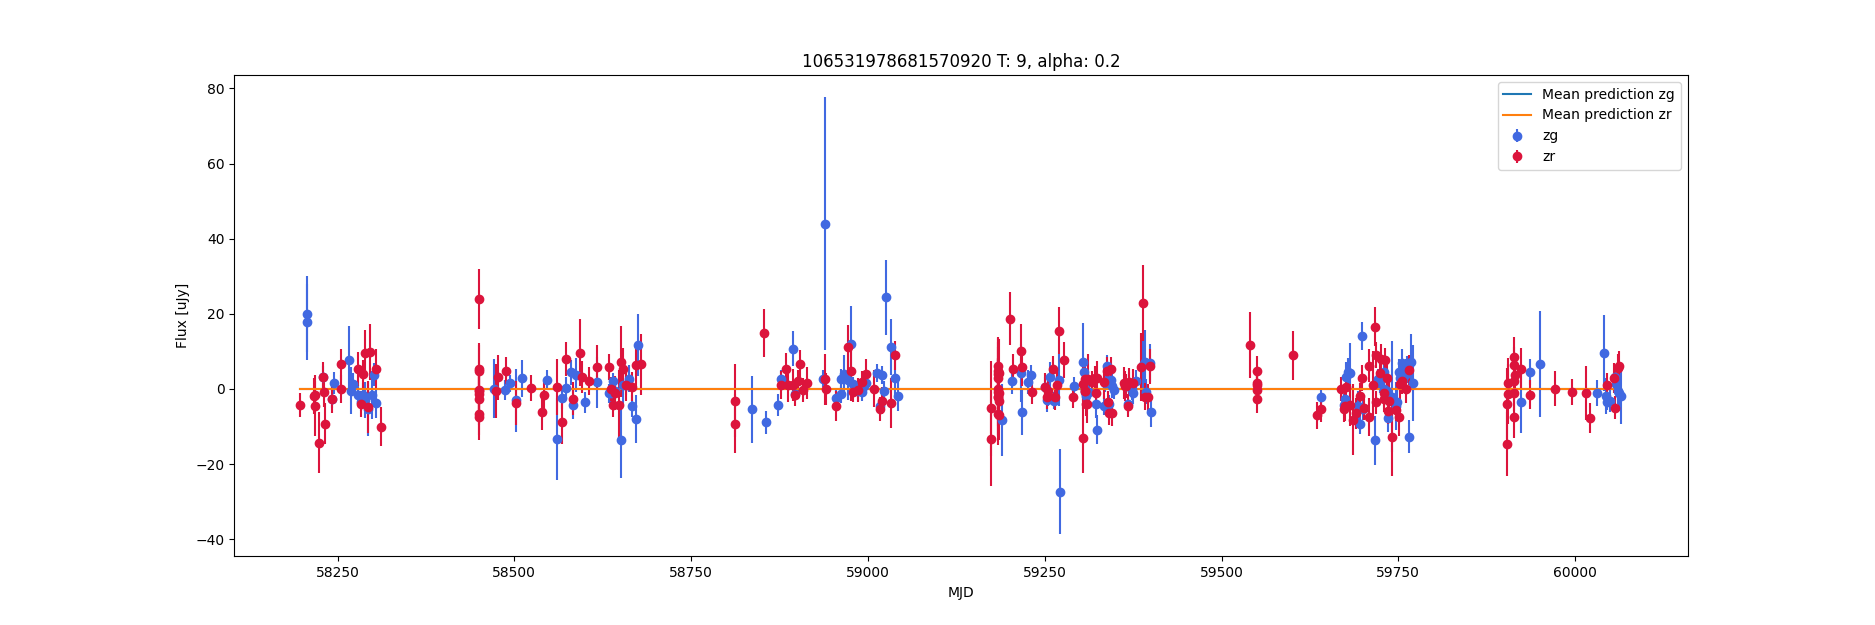 106531978681570920 T: 9, alpha: 0.2
Mean prediction zg
Mean prediction zr
zg
zr
80
60
40
20
0
−20
−40
Flux [uJy]
58250 58500 58750 59000 59250 59500 59750 60000
MJD